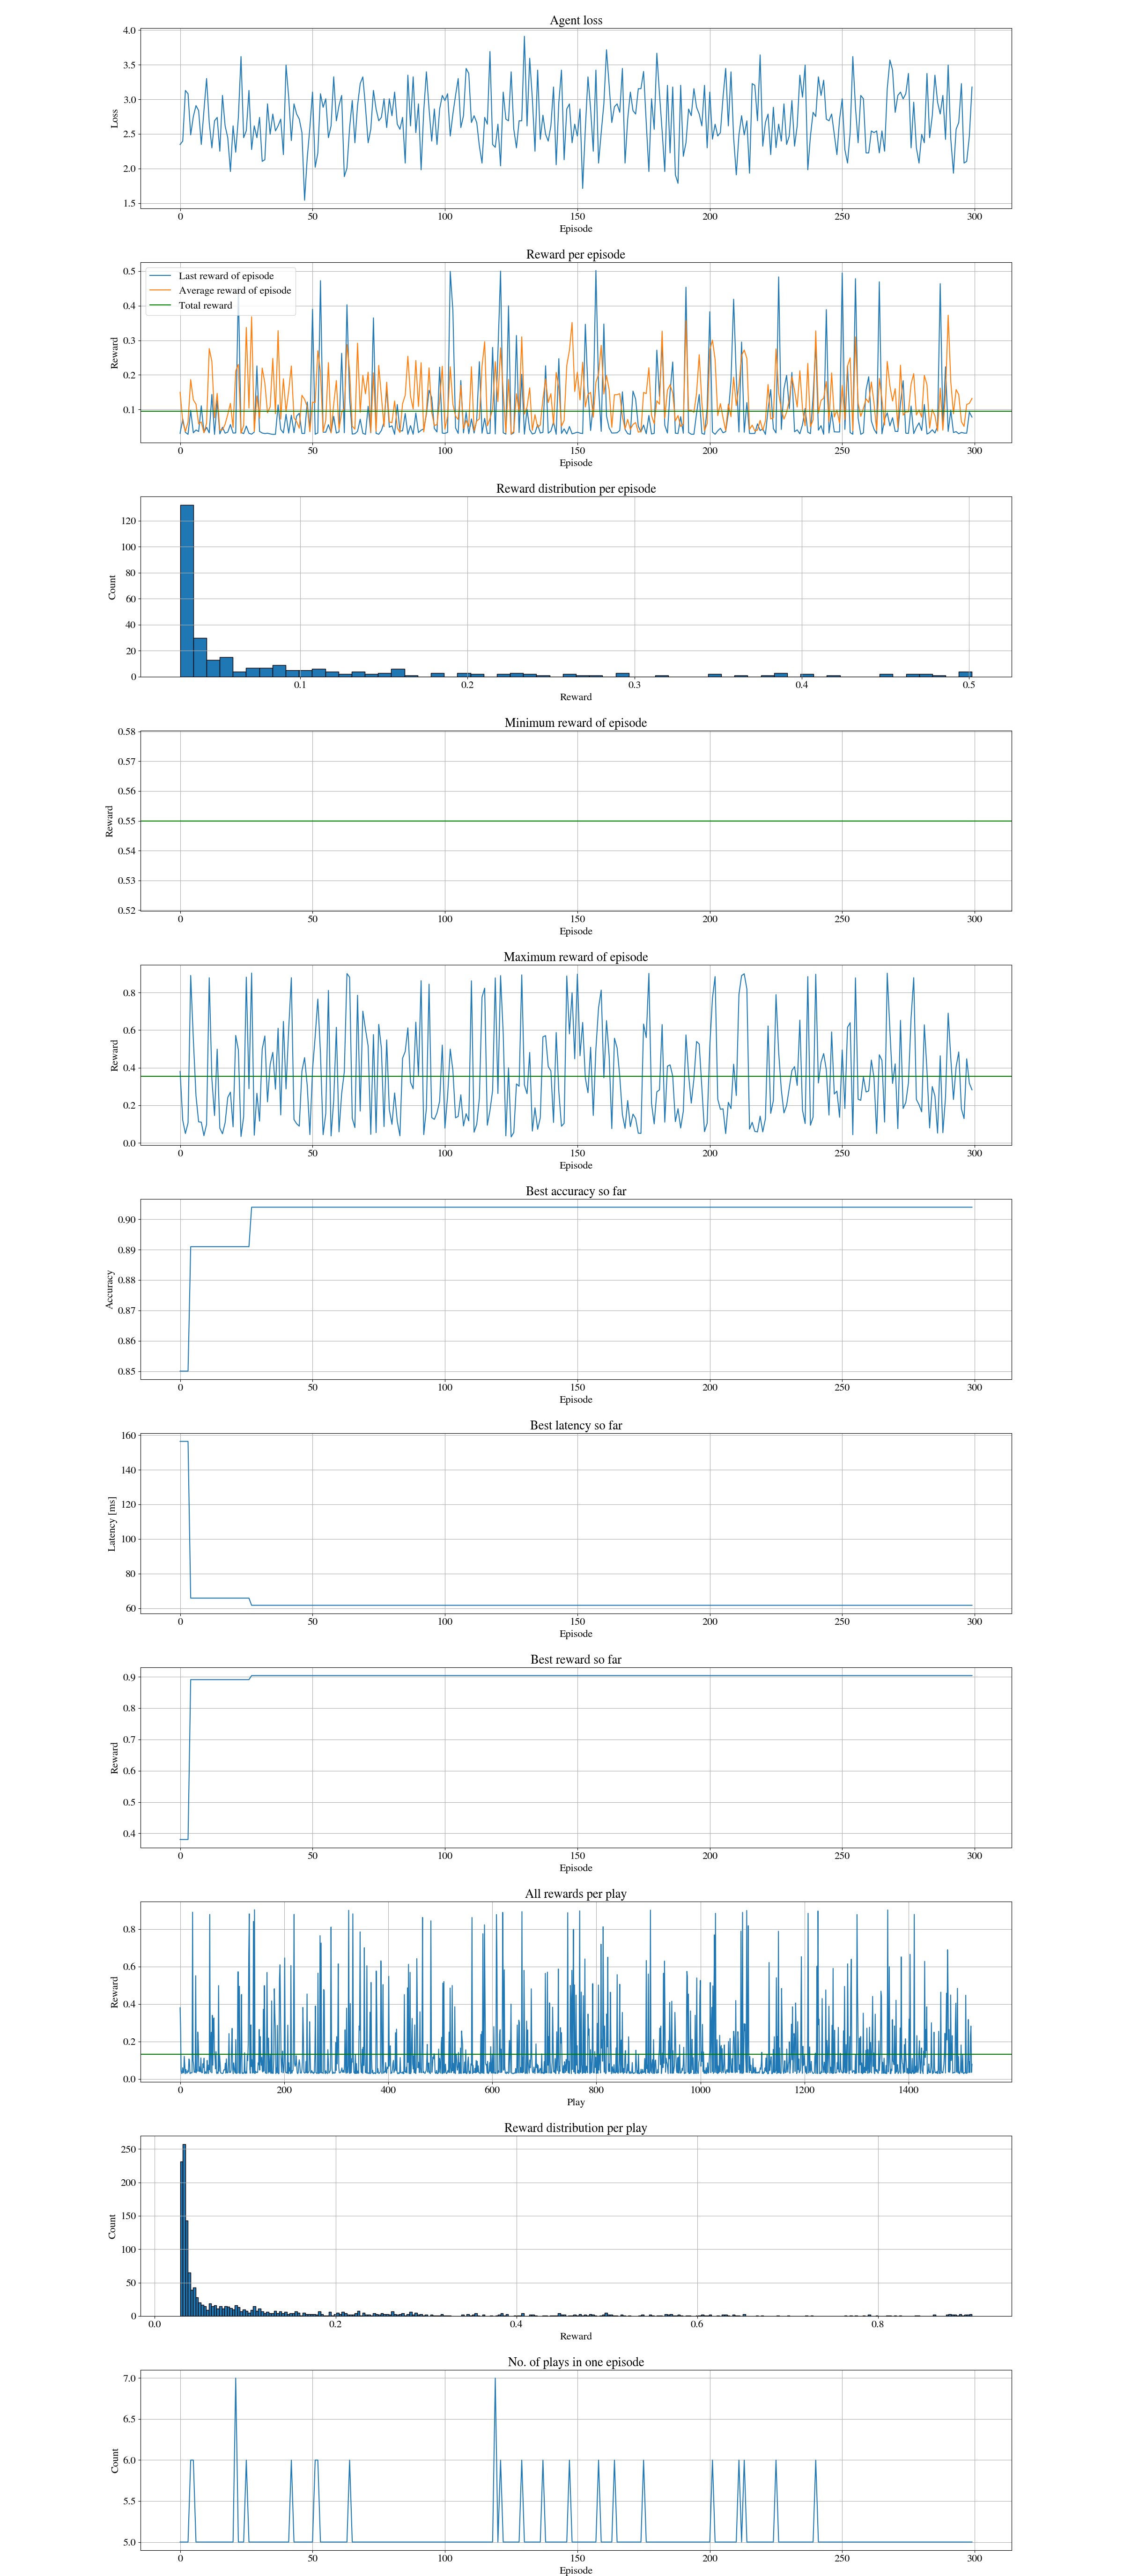 Agent loss
4.0
3.5
3.0
2.5
2.0
1.5
Loss
0 50 100 150 200 250 300
Episode
Reward per episode
Last reward of episode
Average reward of episode
Total reward
0.5
0.4
0.3
0.2
0.1
Reward
0 50 100 150 200 250 300
Episode
Reward distribution per episode
120
100
80
60
40
20
0
Count
0.1 0.2 0.3 0.4 0.5
Reward
Minimum reward of episode
0.58
0.57
0.56
0.55
0.54
0.53
0.52
Reward
0 50 100 150 200 250 300
Episode
Maximum reward of episode
0.8
0.6
0.4
0.2
0.0
Reward
0 50 100 150 200 250 300
Episode
Best accuracy so far
0.90
0.89
0.88
0.87
0.86
0.85
Accuracy
0 50 100 150 200 250 300
Episode
Best latency so far
160
140
120
100
80
60
Latency [ms]
0 50 100 150 200 250 300
Episode
Best reward so far
0.9
0.8
0.7
0.6
0.5
0.4
Reward
0 50 100 150 200 250 300
Episode
All rewards per play
0.8
0.6
0.4
0.2
0.0
Reward
0 200 400 600 800 1000 1200 1400
Play
Reward distribution per play
250
200
150
100
50
0
Count
0.0 0.2 0.4 0.6 0.8
Reward
No. of plays in one episode
7.0
6.5
6.0
5.5
5.0
Count
0 50 100 150 200 250 300
Episode